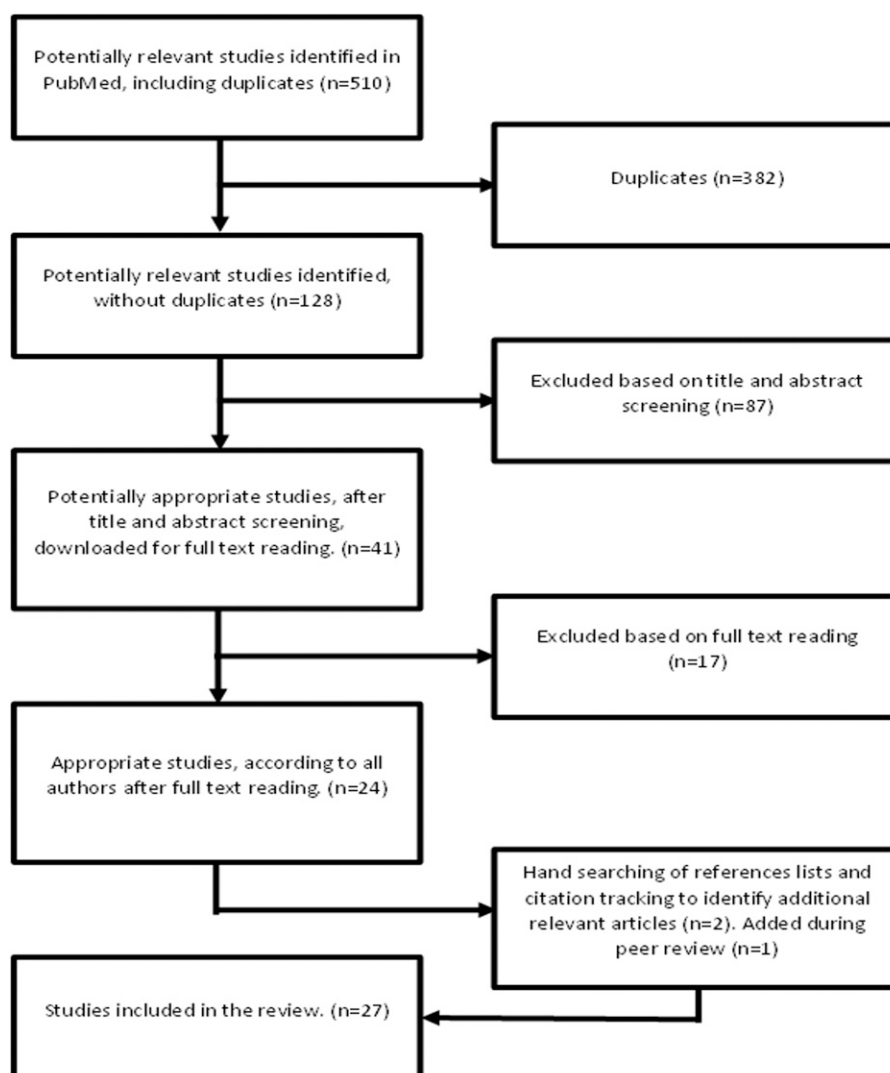 Potentially relevant studies identified in
PubMed, including duplicates (n=510)
Duplicates (n=382)
Potentially relevant studies identified,
without duplicates (n=128)
Excluded based on title and abstract
screening (n=87)
Potentially appropriate studies, after
title and abstract screening,
downloaded for full text reading. (n=41)
Excluded based on full text reading
(n=17)
Appropriate studies, according to all
authors after full text reading. (n=24)
Hand searching of references lists and
citation tracking to identify additional
relevant articles (n=2). Added during
peer review (n=1)
Studies included in the review. (n=27)